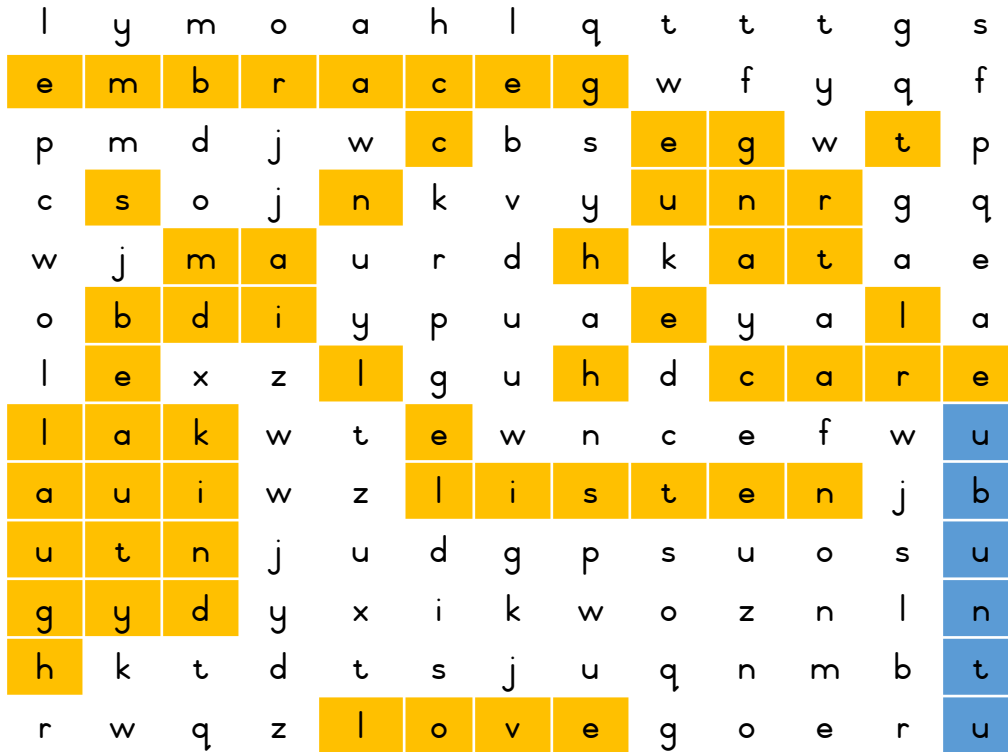 l y m o a h l q t t t g s
e m b r a c e g w f y q f
p m d j w c b s e g w t p
c s o j n k v y u n r g q
w j m a u r d h k a t a e
o b d i y p u a e y a l a
l e x z l g u h d c a r e
l a k w t e w n c e f w u
a u i w z l i s t e n j b
u t n j u d g p s u o s u
g y d y x i k w o z n l n
h k t d t s j u q n m b t
r w q z l o v e g o e r u